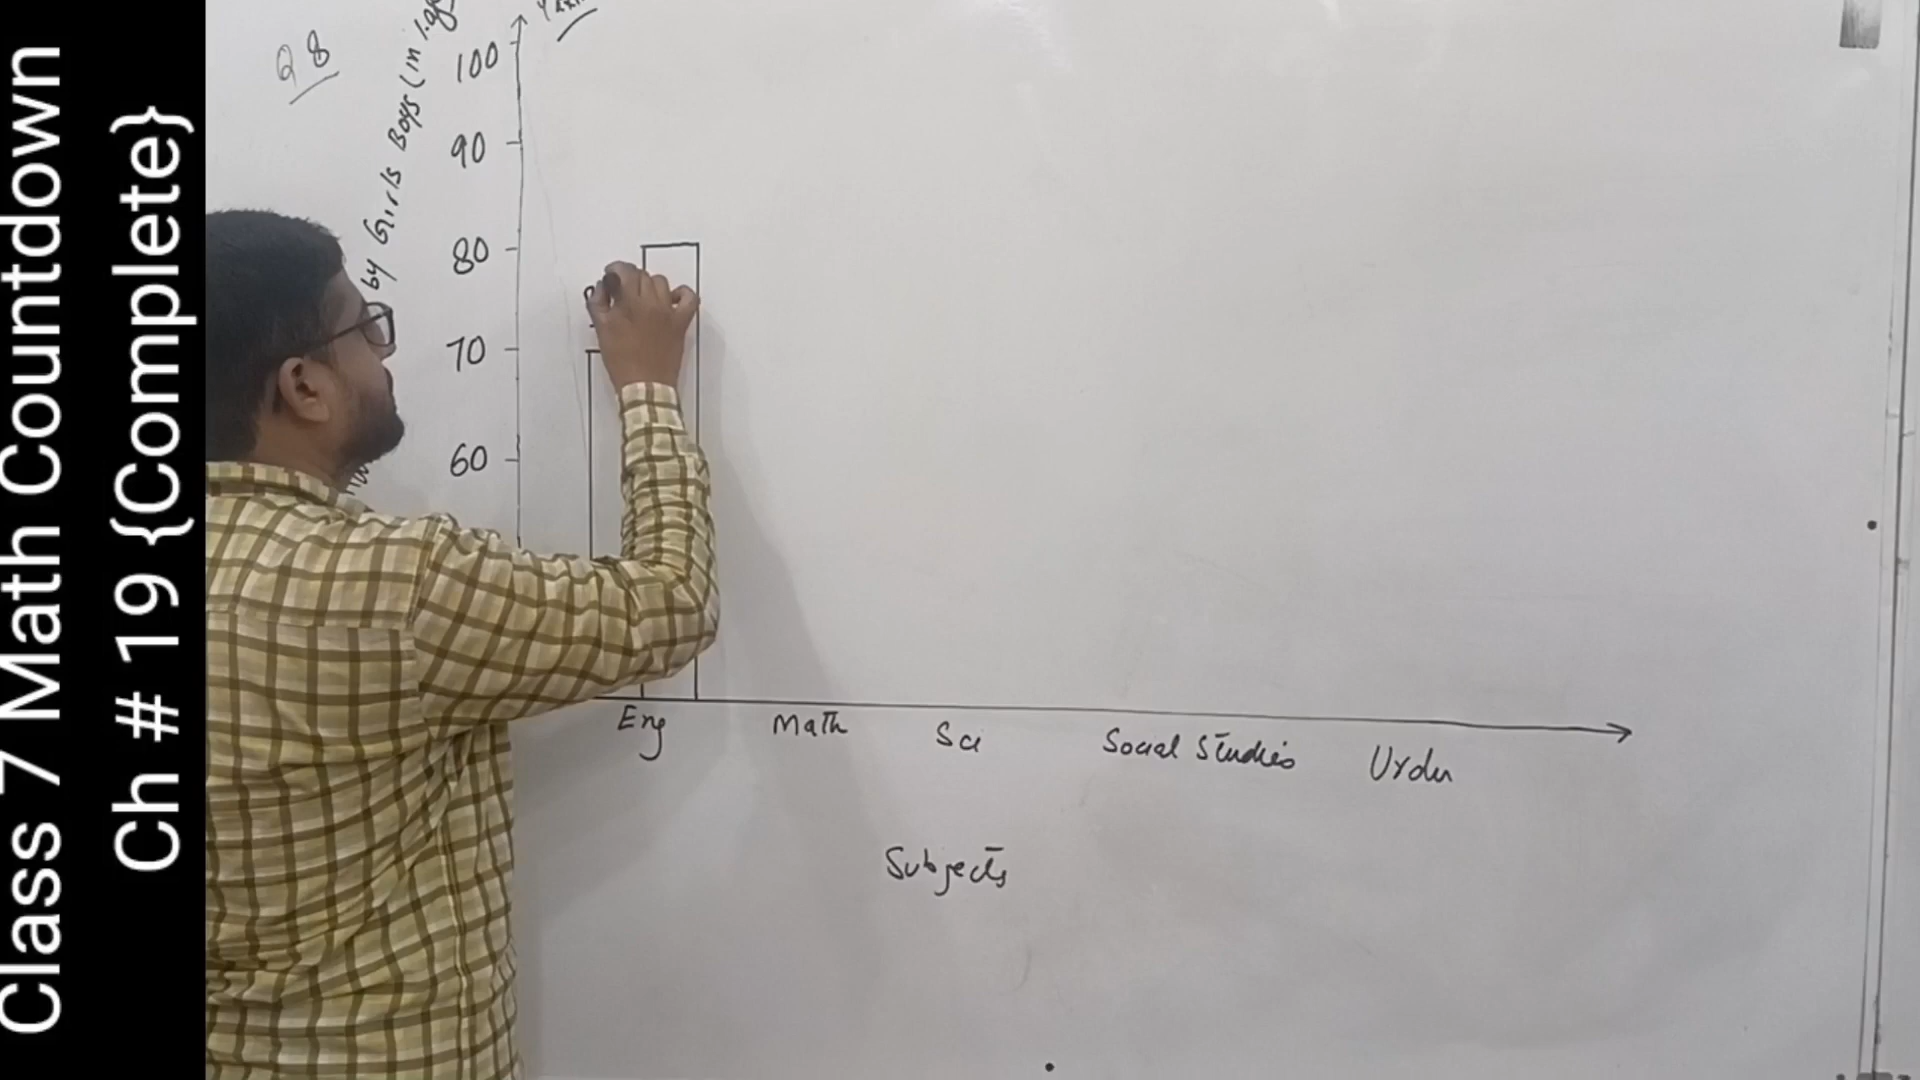 Class 7 Math Countdown
Ch # 19 {Complete}
Q 8
by Girls Boys (in
100
90
80
70
60
Eng Math Sci Social Studies Urdu
Subjects